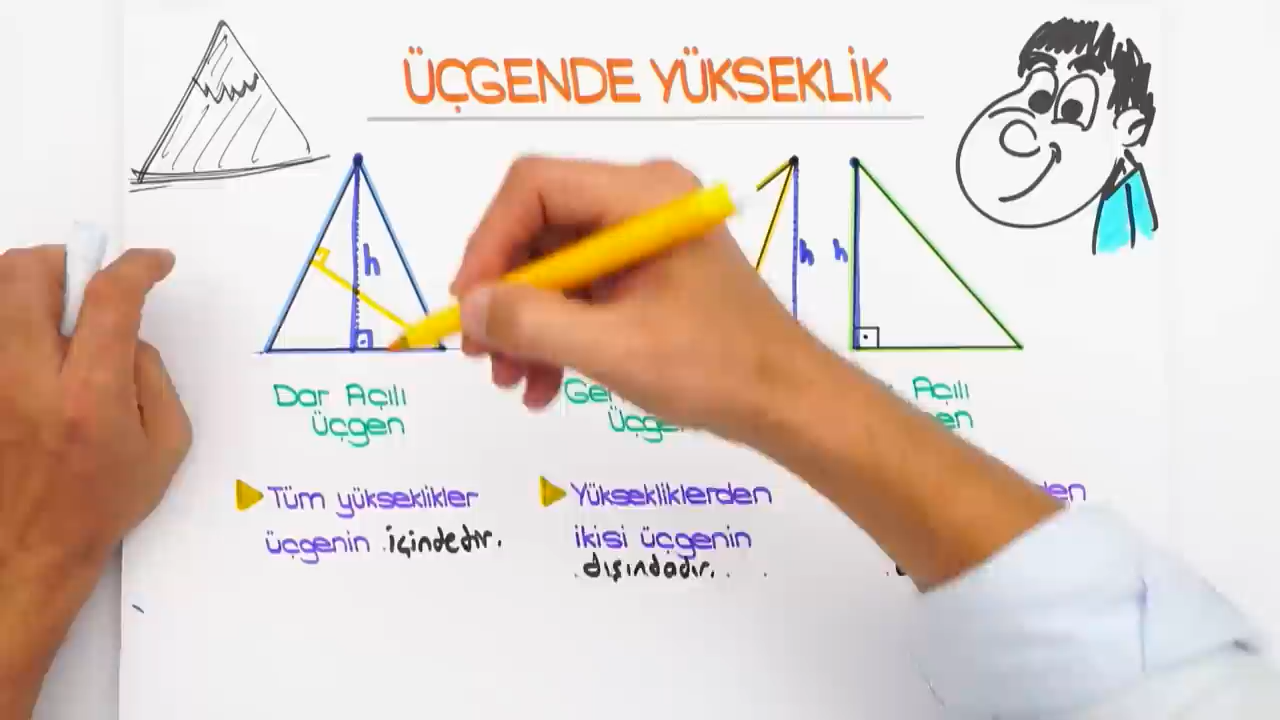 ÜÇGENDE YÜKSEKLİK
h
h
h
Dar Açılı
üçgen
Açılı
Tüm yükseklikler
üçgenin içindedir.
Yüksekliklerden
ikisi üçgenin
dışındadır.